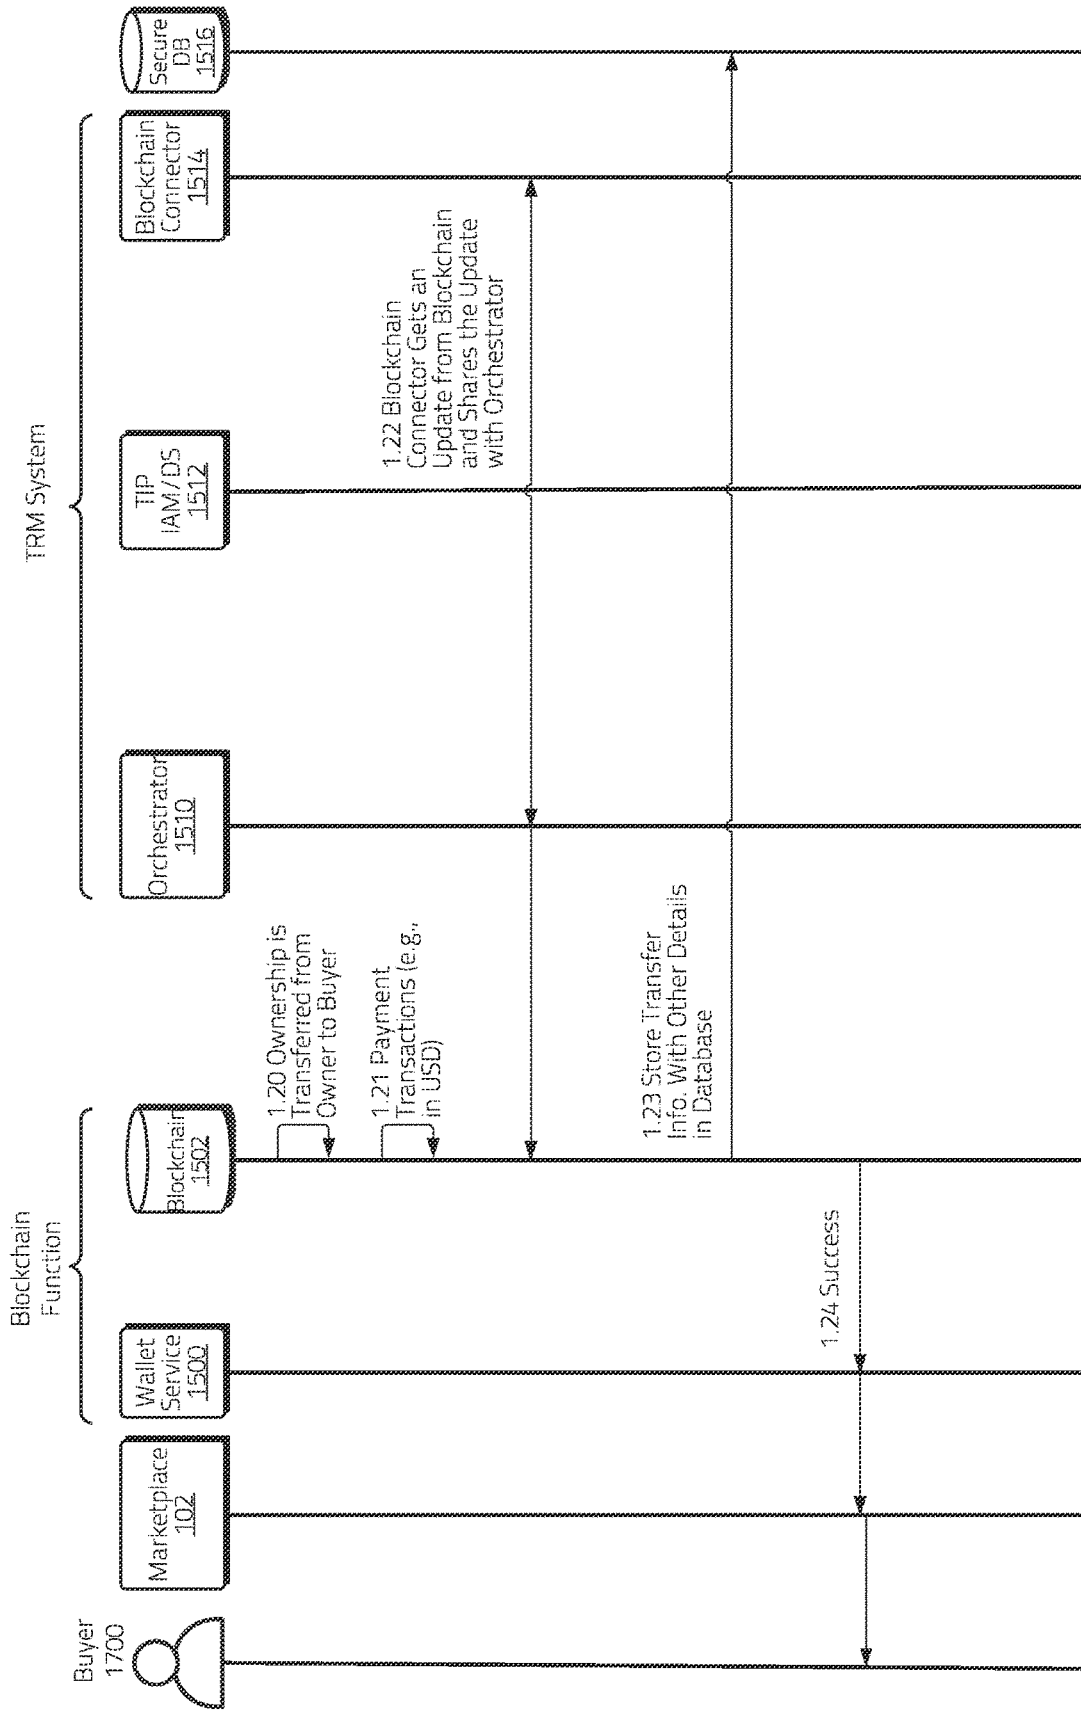 Buyer
1700
Marketplace
102
Blockchain
Function
Wallet
Service
1500
Blockchain
1502
TRM System
Orchestrator
1510
TIP
IAM/DS
1512
Blockchain
Connector
1514
Secure
DB
1516
1.20 Ownership is
Transferred from
Owner to Buyer
1.21 Payment
Transactions (e.g.,
in USD)
1.22 Blockchain
Connector Gets an
Update from Blockchain
and Shares the Update
with Orchestrator
1.23 Store Transfer
Info. With Other Details
in Database
1.24 Success